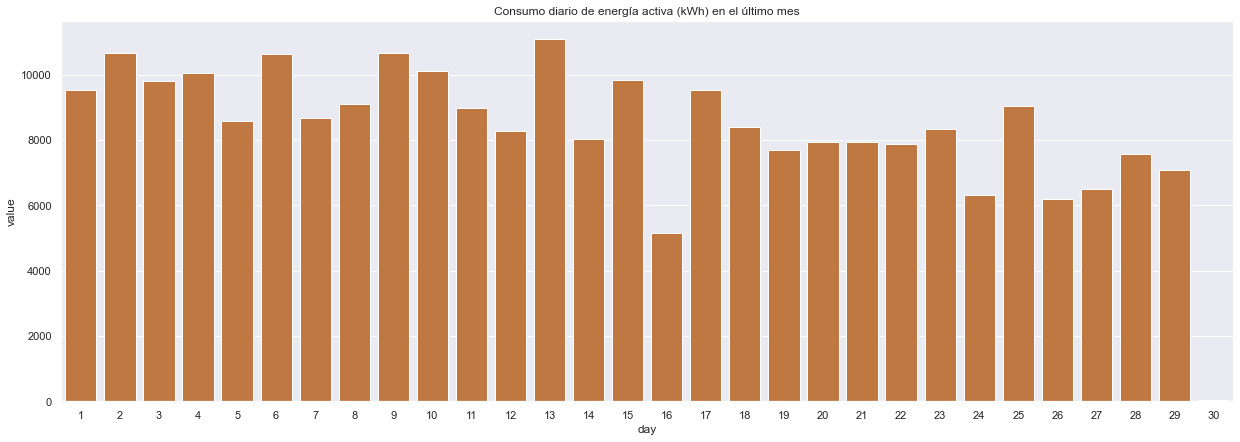 Consumo diario de energía activa (kWh) en el último mes
value
10000
8000
6000
4000
2000
0
1 2 3 4 5 6 7 8 9 10 11 12 13 14 15 16 17 18 19 20 21 22 23 24 25 26 27 28 29 30
day